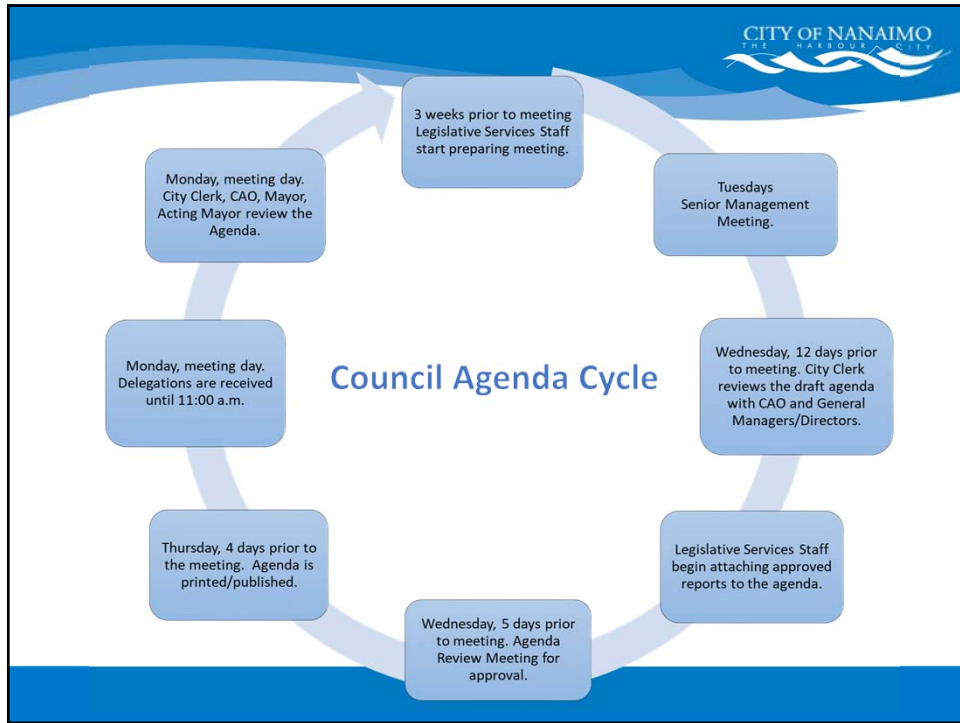 CITY OF NANAIMO
THE HARBOUR CITY
3 weeks prior to meeting
Legislative Services Staff
start preparing meeting.
Tuesdays
Senior Management
Meeting.
Wednesday, 12 days prior
to meeting. City Clerk
reviews the draft agenda
with CAO and General
Managers/Directors.
Legislative Services Staff
begin attaching approved
reports to the agenda.
Wednesday, 5 days prior
to meeting. Agenda
Review Meeting for
approval.
Thursday, 4 days prior to
the meeting. Agenda is
printed/published.
Monday, meeting day.
Delegations are received
until 11:00 a.m.
Monday, meeting day.
City Clerk, CAO, Mayor,
Acting Mayor review the
Agenda.
Council Agenda Cycle